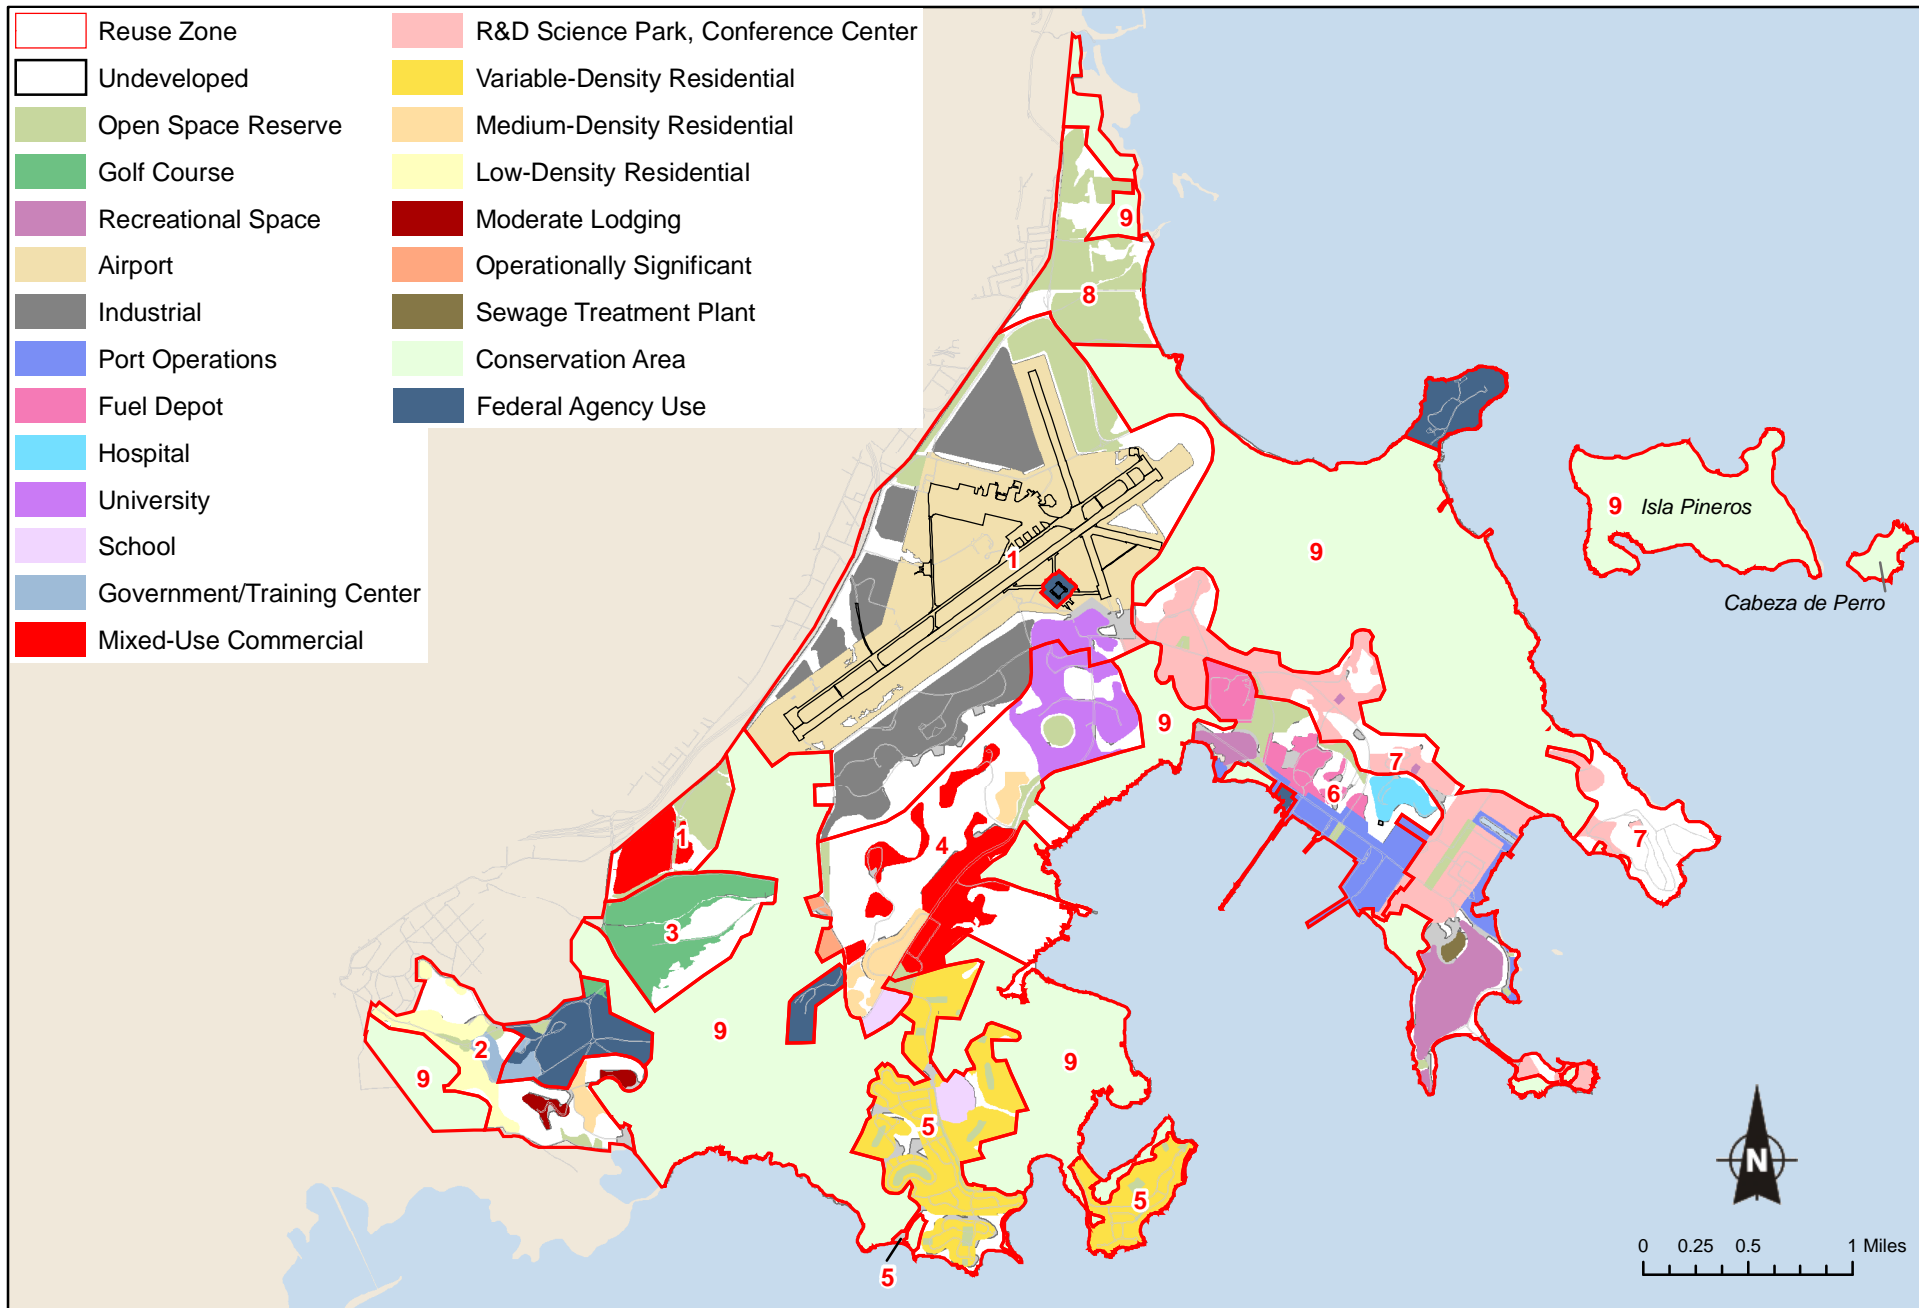 Reuse Zone
Undeveloped
Open Space Reserve
Golf Course
Recreational Space
Airport
Industrial
Port Operations
Fuel Depot
Hospital
University
School
Government/Training Center
Mixed-Use Commercial
R&D Science Park, Conference Center
Variable-Density Residential
Medium-Density Residential
Low-Density Residential
Moderate Lodging
Operationally Significant
Sewage Treatment Plant
Conservation Area
Federal Agency Use
9
8
9 Isla Pineros
1
9
Cabeza de Perro
9
7
6
1
4
7
3
9
2
9
9
5
5
5
N
0 0.25 0.5 1 Miles